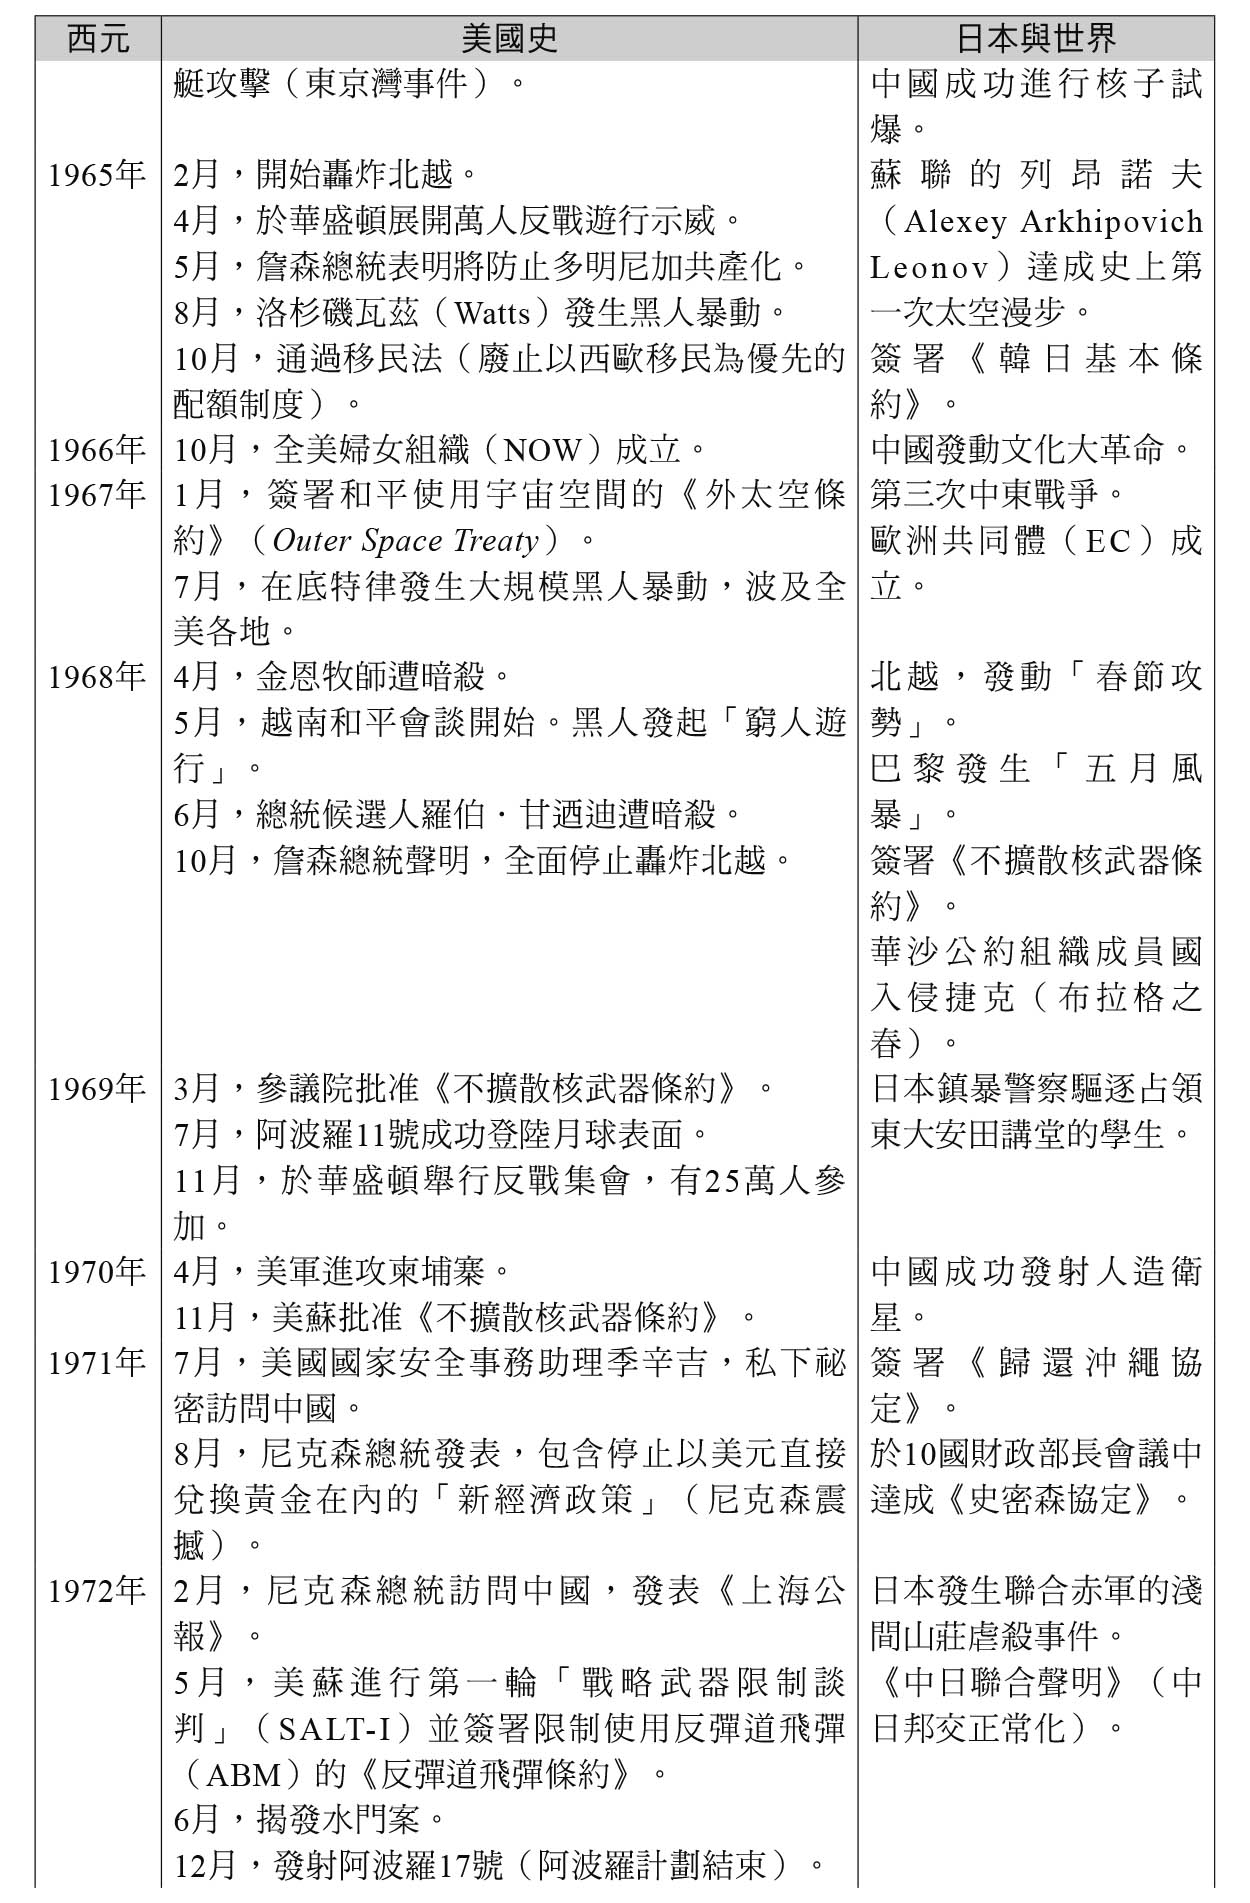 西元 美國史 日本與世界
艇攻擊（東京灣事件）。 中國成功進行核子試
爆。
1965年 2月，開始轟炸北越。 蘇聯的列昂諾夫
4月，於華盛頓展開萬人反戰遊行示威。 （Alexey Arkhipovich
5月，詹森總統表明將防止多明尼加共產化。 Leonov）達成史上第
8月，洛杉磯瓦茲（Watts）發生黑人暴動。 一次太空漫步。
10月，通過移民法（廢止以西歐移民為優先的 簽署《韓日基本條
配額制度）。 約》。
1966年 10月，全美婦女組織（NOW）成立。 中國發動文化大革命。
1967年 1月，簽署和平使用宇宙空間的《外太空條 第三次中東戰爭。
約》（Outer Space Treaty）。 歐洲共同體（EC）成
7月，在底特律發生大規模黑人暴動，波及全 立。
美各地。
1968年 4月，金恩牧師遭暗殺。 北越，發動「春節攻
5月，越南和平會談開始。黑人發起「窮人遊 勢」。
行」。 巴黎發生「五月風
6月，總統候選人羅伯．甘迺迪遭暗殺。 暴」。
10月，詹森總統聲明，全面停止轟炸北越。 簽署《不擴散核武器條
約》。
華沙公約組織成員國
入侵捷克（布拉格之
春）。
1969年 3月，參議院批准《不擴散核武器條約》。 日本鎮暴警察驅逐占領
7月，阿波羅11號成功登陸月球表面。 東大安田講堂的學生。
11月，於華盛頓舉行反戰集會，有25萬人參
加。
1970年 4月，美軍進攻柬埔寨。 中國成功發射人造衛
11月，美蘇批准《不擴散核武器條約》。 星。
1971年 7月，美國國家安全事務助理季辛吉，私下祕 簽署《歸還沖繩協
密訪問中國。 定》。
8月，尼克森總統發表，包含停止以美元直接 於10國財政部長會議中
兌換黃金在內的「新經濟政策」（尼克森震 達成《史密森協定》。
撼）。
1972年 2月，尼克森總統訪問中國，發表《上海公 日本發生聯合赤軍的淺
報》。 間山莊虐殺事件。
5月，美蘇進行第一輪「戰略武器限制談 《中日聯合聲明》（中
判」（SALT-I）並簽署限制使用反彈道飛彈 日邦交正常化）。
（ABM）的《反彈道飛彈條約》。
6月，揭發水門案。
12月，發射阿波羅17號（阿波羅計劃結束）。